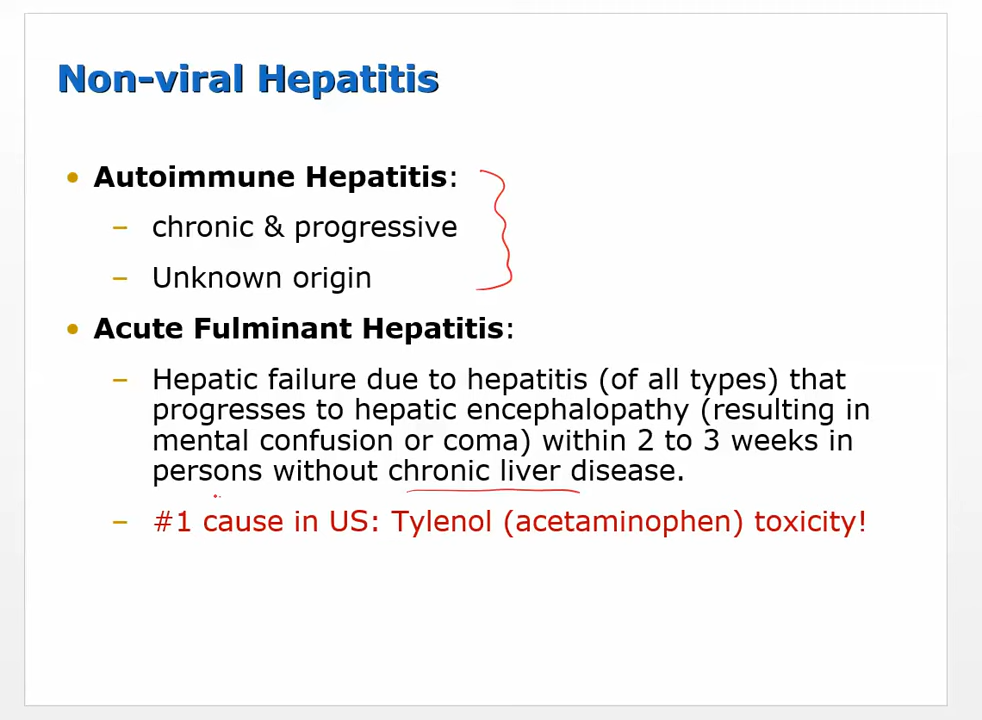 Non-viral Hepatitis
• Autoimmune Hepatitis:
– chronic & progressive
– Unknown origin
• Acute Fulminant Hepatitis:
– Hepatic failure due to hepatitis (of all types) that
progresses to hepatic encephalopathy (resulting in
mental confusion or coma) within 2 to 3 weeks in
persons without chronic liver disease.
– #1 cause in US: Tylenol (acetaminophen) toxicity!